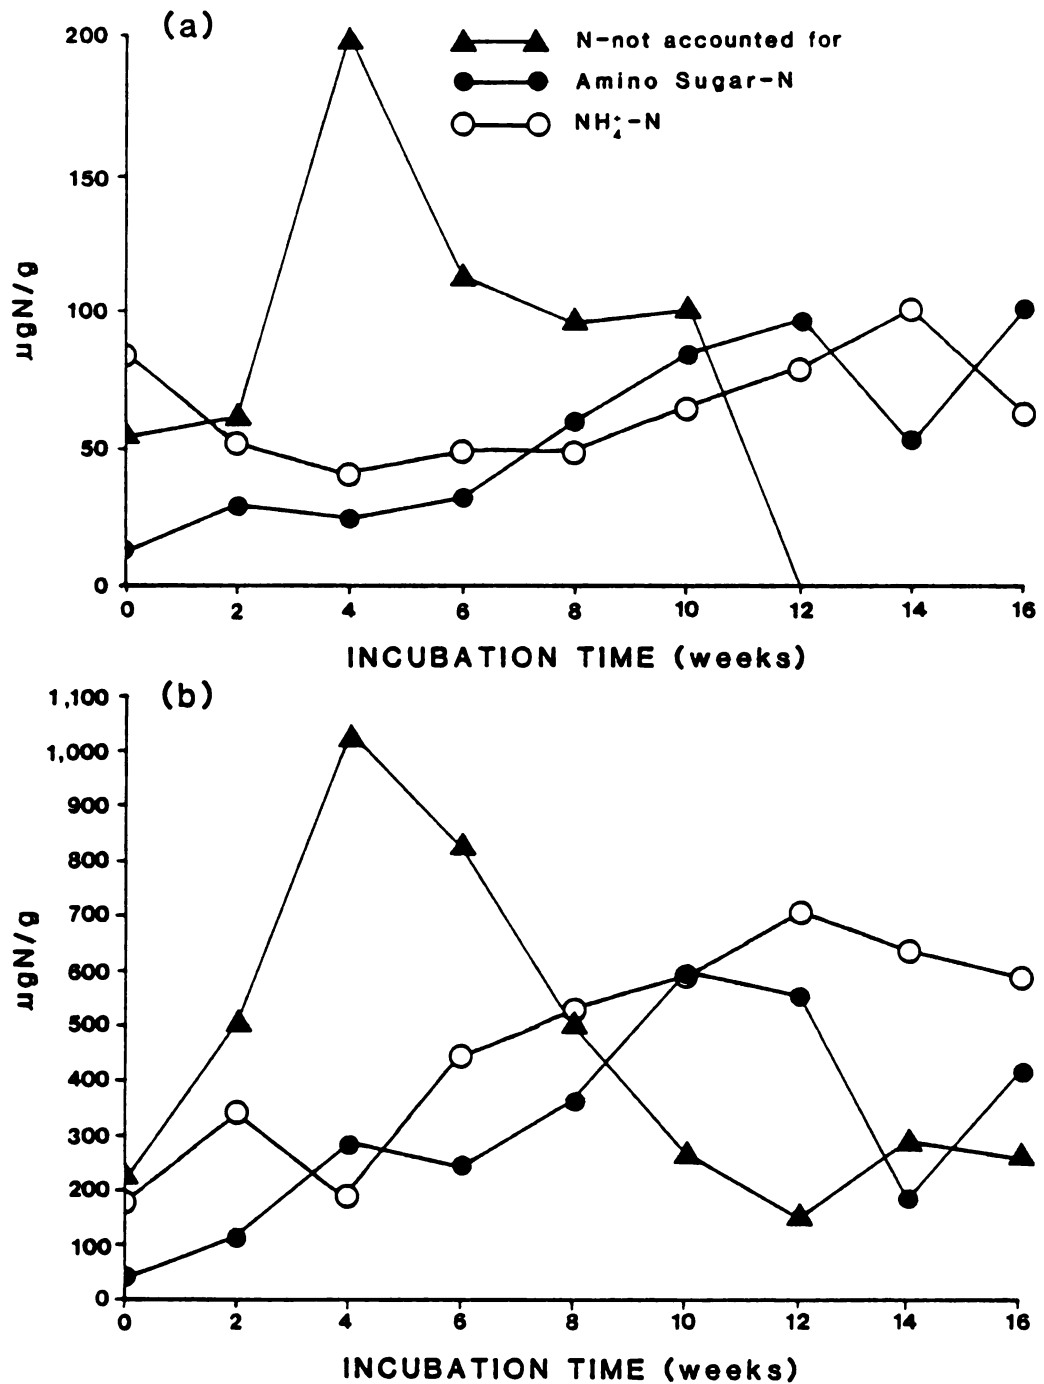 (a)
N-not accounted for
Amino Sugar-N
NH₄⁺-N
200
150
100
50
0
µgN/g
0 2 4 6 8 10 12 14 16
INCUBATION TIME (weeks)
(b)
1,100
1,000
900
800
700
600
500
400
300
200
100
0
µgN/g
0 2 4 6 8 10 12 14 16
INCUBATION TIME (weeks)